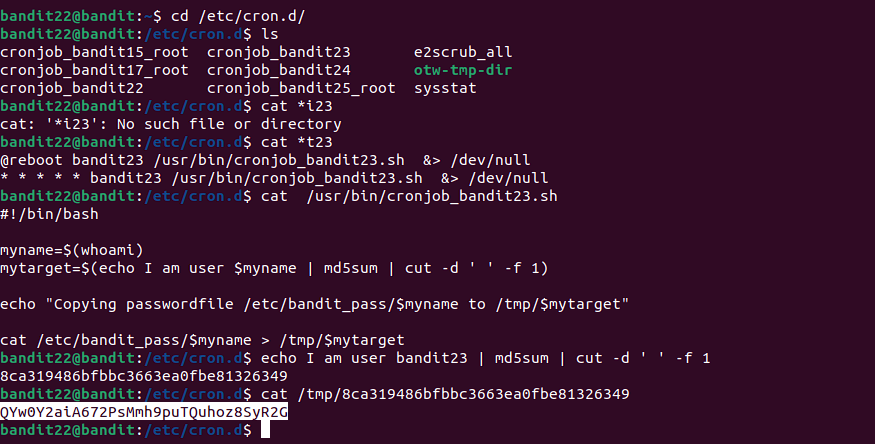 bandit22@bandit:~$ cd /etc/cron.d/
bandit22@bandit:/etc/cron.d$ ls
cronjob_bandit15_root  cronjob_bandit23       e2scrub_all
cronjob_bandit17_root  cronjob_bandit24       otw-tmp-dir
cronjob_bandit22       cronjob_bandit25_root  sysstat
bandit22@bandit:/etc/cron.d$ cat *i23
cat: '*i23': No such file or directory
bandit22@bandit:/etc/cron.d$ cat *t23
@reboot bandit23 /usr/bin/cronjob_bandit23.sh  &> /dev/null
* * * * * bandit23 /usr/bin/cronjob_bandit23.sh  &> /dev/null
bandit22@bandit:/etc/cron.d$ cat  /usr/bin/cronjob_bandit23.sh
#!/bin/bash

myname=$(whoami)
mytarget=$(echo I am user $myname | md5sum | cut -d ' ' -f 1)

echo "Copying passwordfile /etc/bandit_pass/$myname to /tmp/$mytarget"

cat /etc/bandit_pass/$myname > /tmp/$mytarget
bandit22@bandit:/etc/cron.d$ echo I am user bandit23 | md5sum | cut -d ' ' -f 1
8ca319486bfbbc3663ea0fbe81326349
bandit22@bandit:/etc/cron.d$ cat /tmp/8ca319486bfbbc3663ea0fbe81326349
QYw0Y2aiA672PsMmh9puTQuhoz8SyR2G
bandit22@bandit:/etc/cron.d$